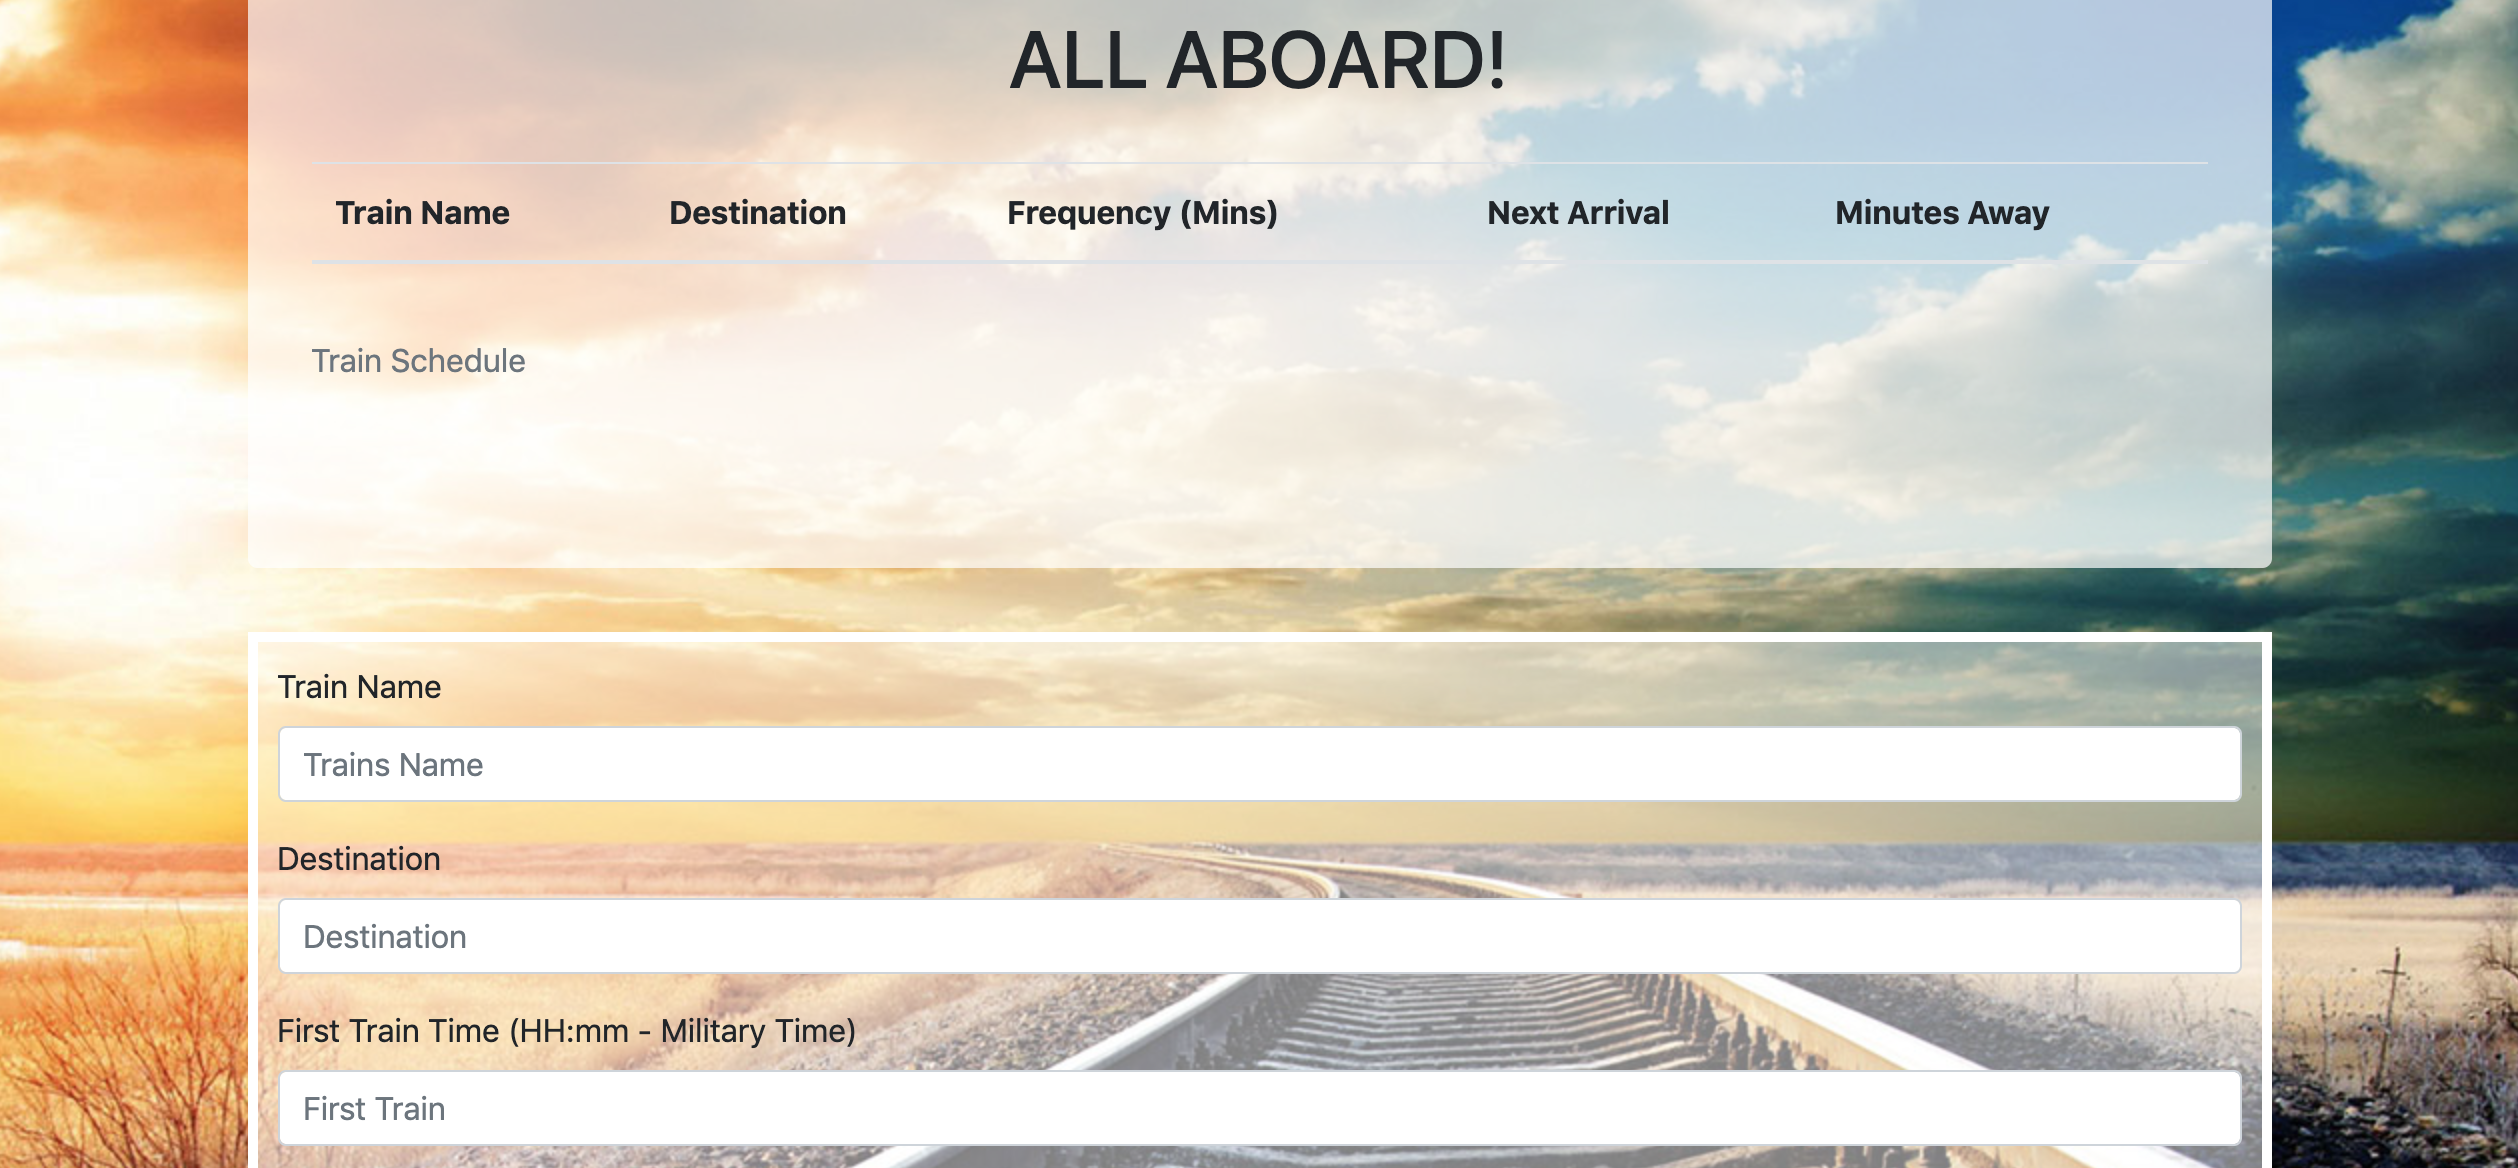 ALL ABOARD!
Train Name Destination Frequency (Mins) Next Arrival Minutes Away
Train Schedule
Train Name
Trains Name
Destination
Destination
First Train Time (HH:mm - Military Time)
First Train